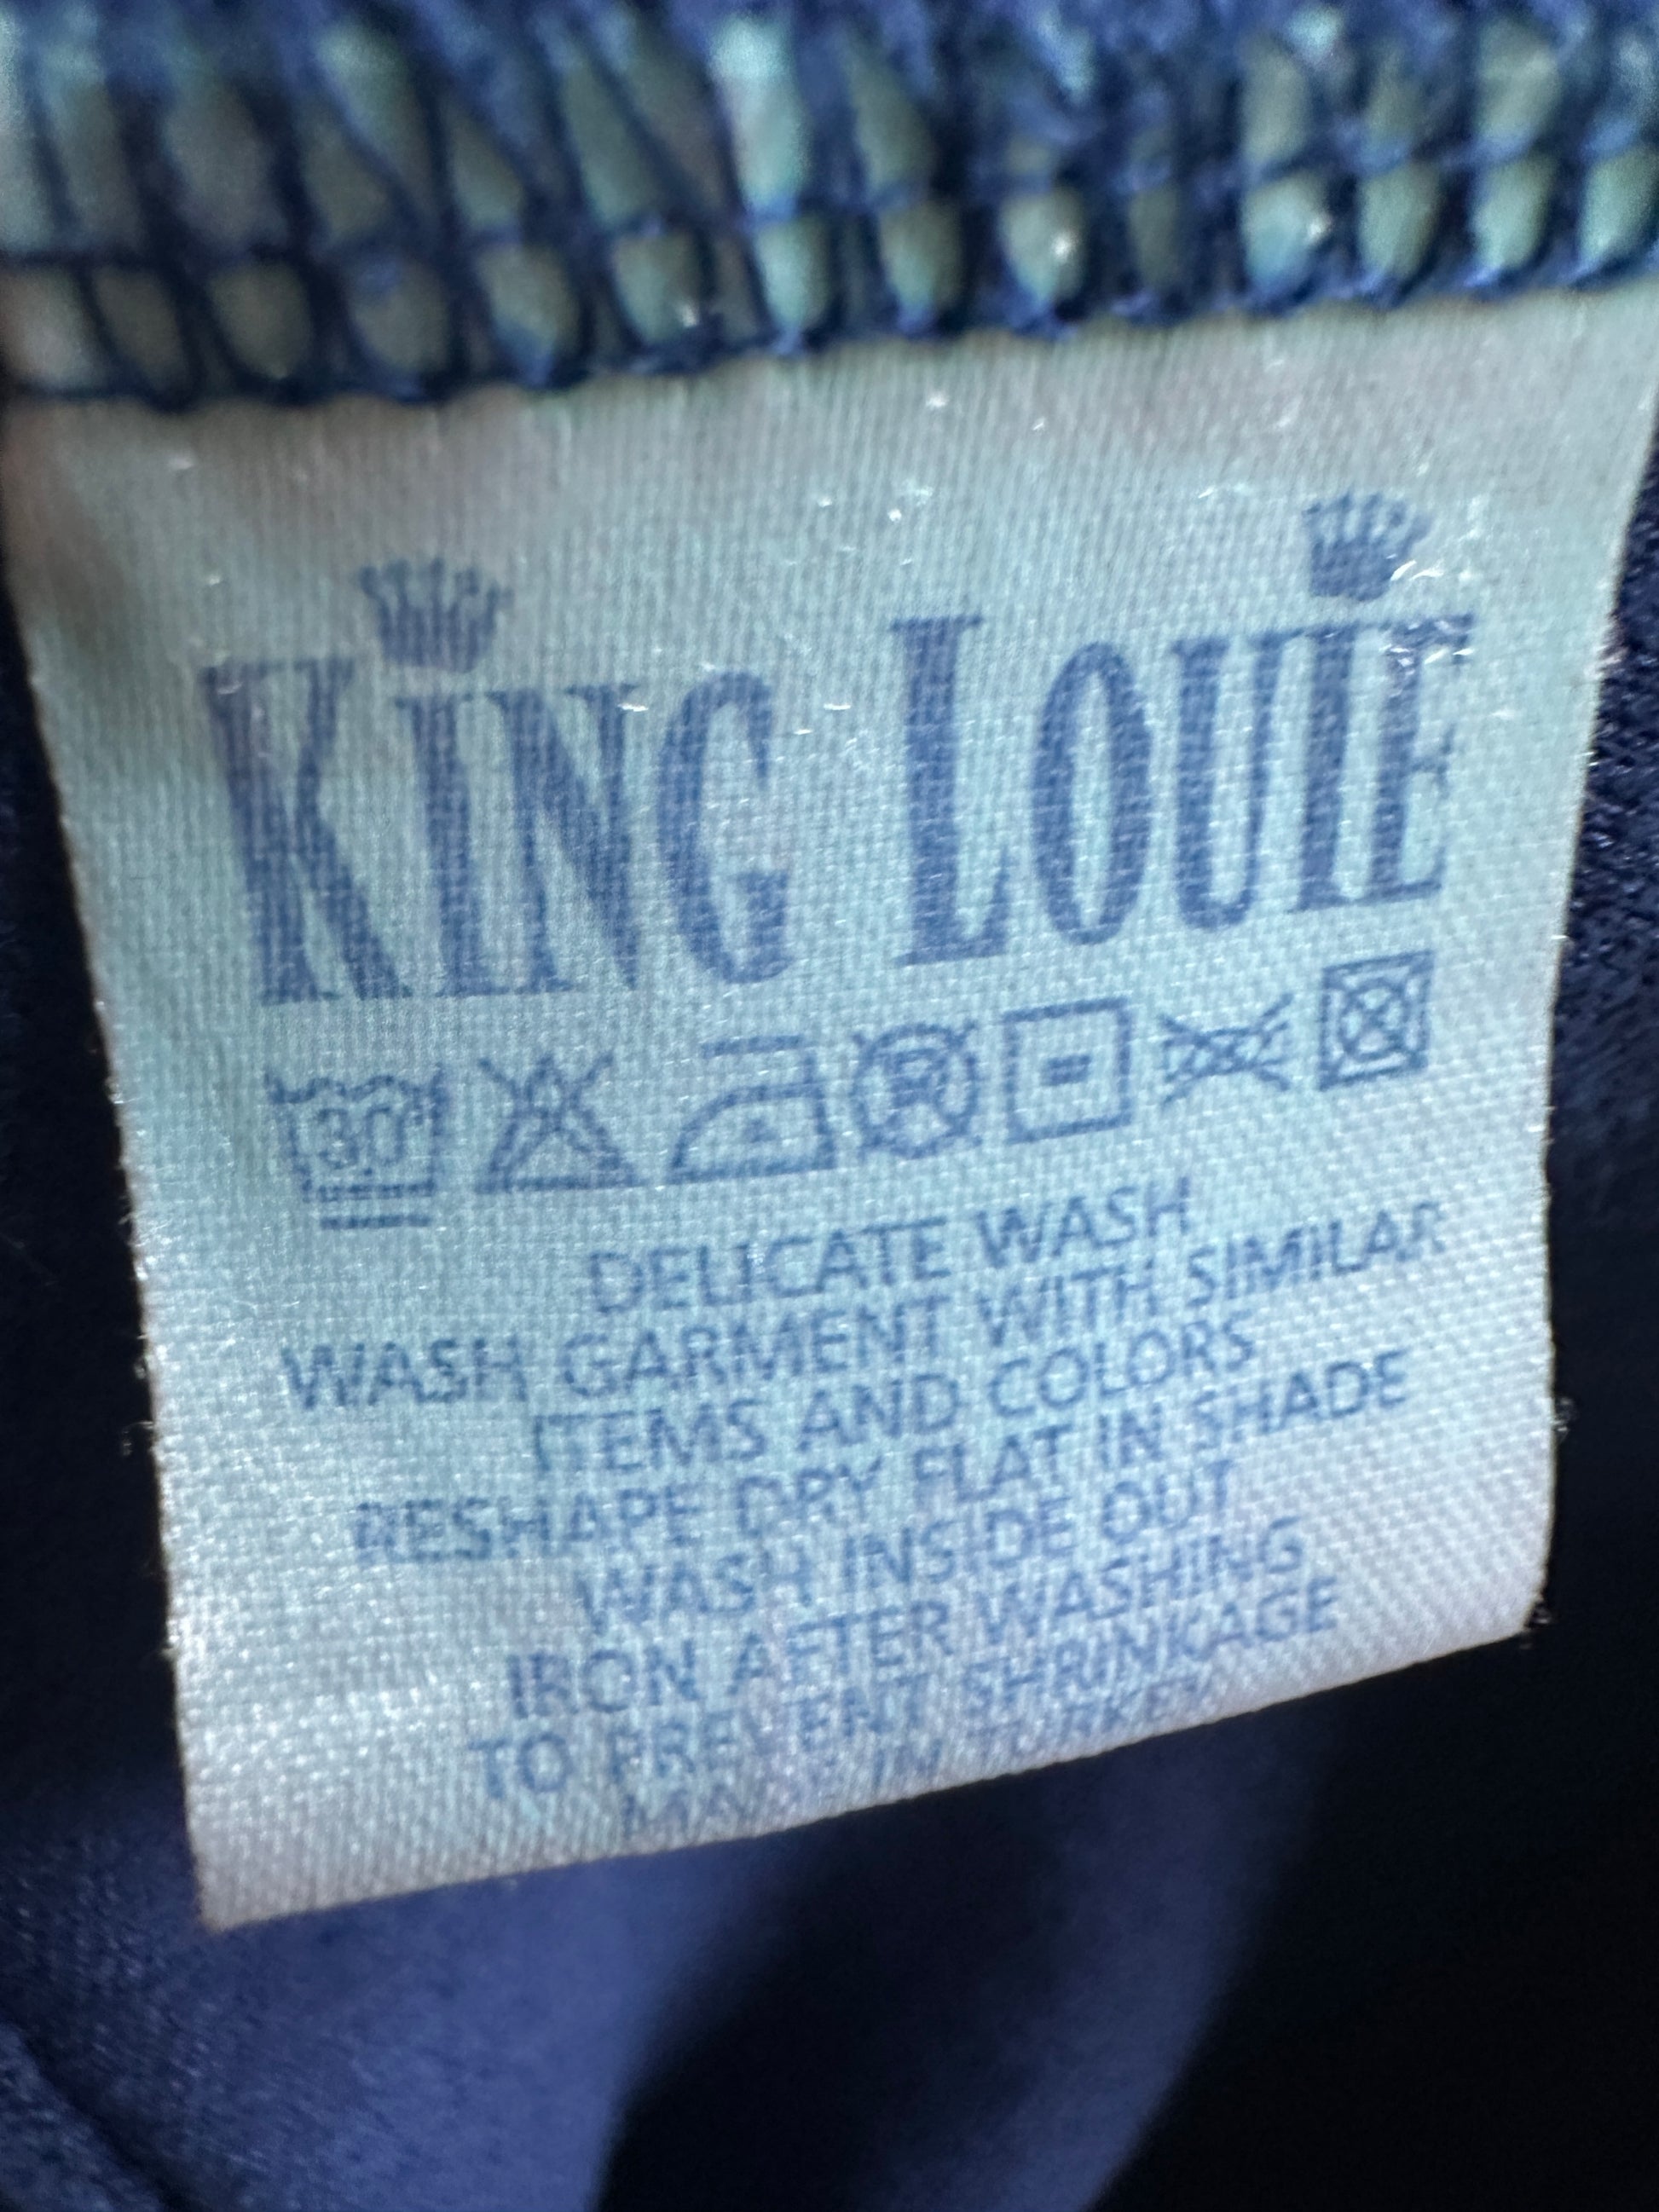 KING LOUIE
30°
DELICATE WASH
WASH GARMENT WITH SIMILAR
ITEMS AND COLORS
RESHAPE DRY FLAT IN SHADE
WASH INSIDE OUT
IRON AFTER WASHING
TO PREVENT SHRINKAGE